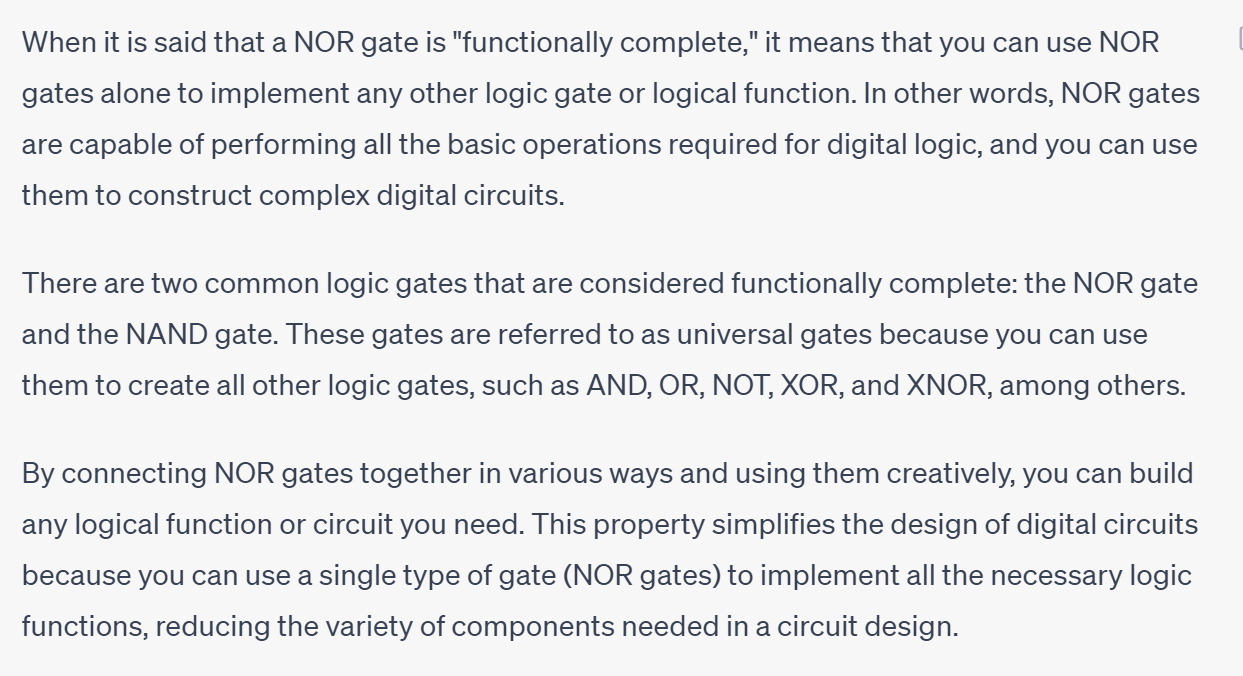 When it is said that a NOR gate is "functionally complete," it means that you can use NOR
gates alone to implement any other logic gate or logical function. In other words, NOR gates
are capable of performing all the basic operations required for digital logic, and you can use
them to construct complex digital circuits.
There are two common logic gates that are considered functionally complete: the NOR gate
and the NAND gate. These gates are referred to as universal gates because you can use
them to create all other logic gates, such as AND, OR, NOT, XOR, and XNOR, among others.
By connecting NOR gates together in various ways and using them creatively, you can build
any logical function or circuit you need. This property simplifies the design of digital circuits
because you can use a single type of gate (NOR gates) to implement all the necessary logic
functions, reducing the variety of components needed in a circuit design.